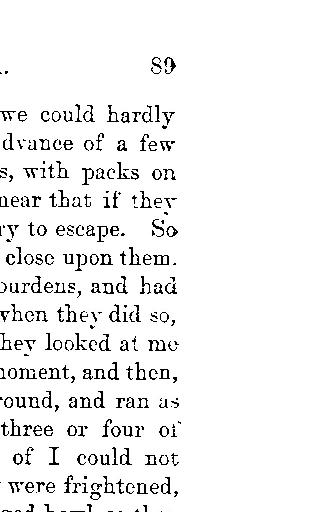 . 89
we could hardly
dvance of a few
s, with packs on
near that if they
ry to escape. So
close upon them.
burdens, and had
when they did so,
hey looked at me
moment, and then,
round, and ran as
three or four of
of I could not
were frightened,